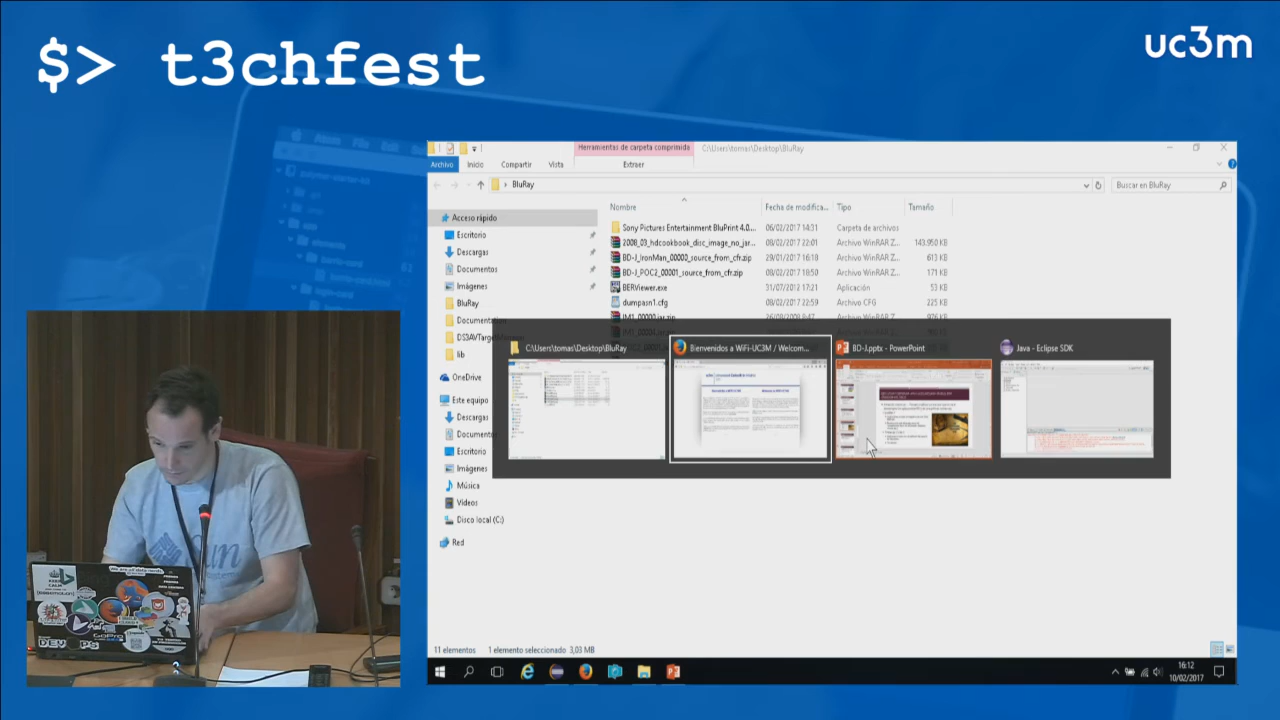 $> t3chfest
uc3m
Herramientas de carpeta comprimida
C:\Users\tomas\Desktop\BluRay
Archivo
Inicio
Compartir
Vista
Extraer
BluRay
Buscar en BluRay
Nombre
Fecha de modifica...
Tipo
Tamaño
Acceso rápido
Escritorio
Descargas
Documentos
Imágenes
BluRay
OneDrive
Este equipo
Descargas
Escritorio
Imágenes
Música
Vídeos
Disco local (C:)
Red
Sony Pictures Entertainment BluPrint 4.0...
06/02/2017 14:31
Carpeta de archivos
2008_03_hdcookbook_disc_image_no_jar...
08/02/2017 22:01
Archivo WinRAR Z...
143.950 KB
BD-J_IronMan_00000_source_from_cfr.zip
29/01/2017 16:18
Archivo WinRAR Z...
613 KB
BD-J_POC2_00001_source_from_cfr.zip
08/02/2017 18:50
Archivo WinRAR Z...
171 KB
BERViewer.exe
31/07/2012 17:21
Aplicación
53 KB
dumpasn1.cfg
08/02/2017 22:59
Archivo CFG
225 KB
C:\Users\tomas\Desktop\BluRay
Bienvenidos a WiFi-UC3M / Welcom...
BD-J.pptx - PowerPoint
Java - Eclipse SDK
11 elementos
1 elemento seleccionado 3,03 MB
16:12
10/02/2017
GoPro
DEV
PS